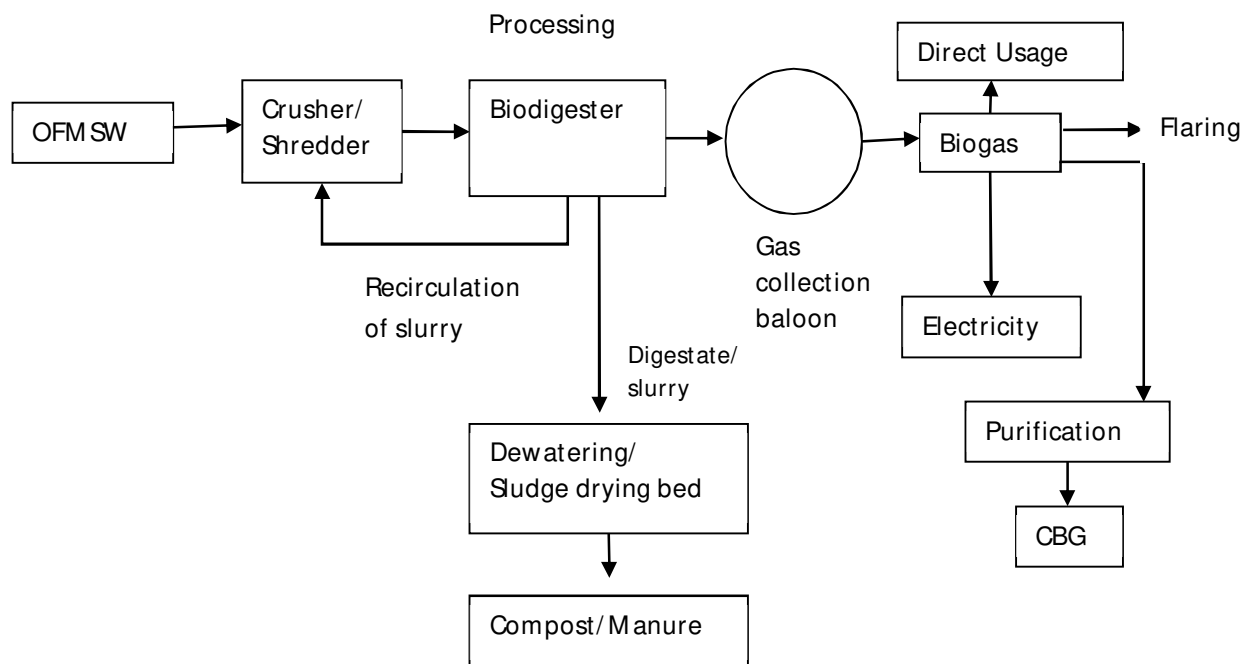 Processing
Direct Usage
OFMSW
Crusher/
Shredder
Biodigester
Biogas
Flaring
Recirculation
of slurry
Gas
collection
baloon
Electricity
Digestate/
slurry
Dewatering/
Sludge drying bed
Purification
CBG
Compost/Manure